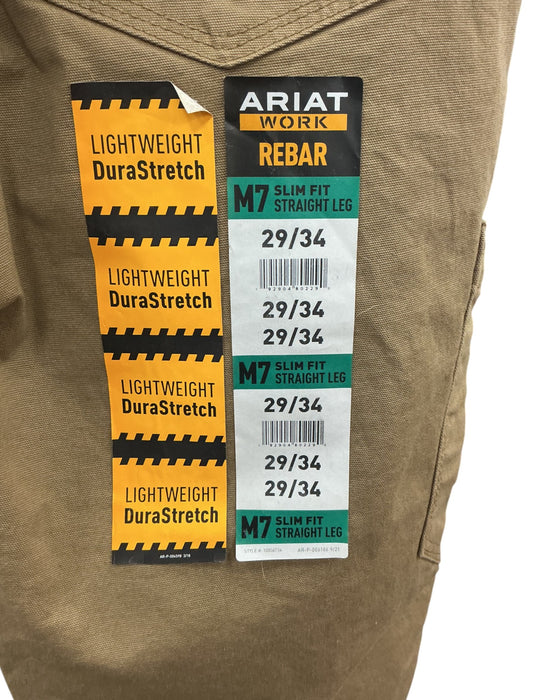 LIGHTWEIGHT
DuraStretch
LIGHTWEIGHT
DuraStretch
LIGHTWEIGHT
DuraStretch
LIGHTWEIGHT
DuraStretch
ARIAT
WORK
REBAR
M7 SLIM FIT
STRAIGHT LEG
29/34
29/34
29/34
M7 SLIM FIT
STRAIGHT LEG
29/34
29/34
29/34
M7 SLIM FIT
STRAIGHT LEG